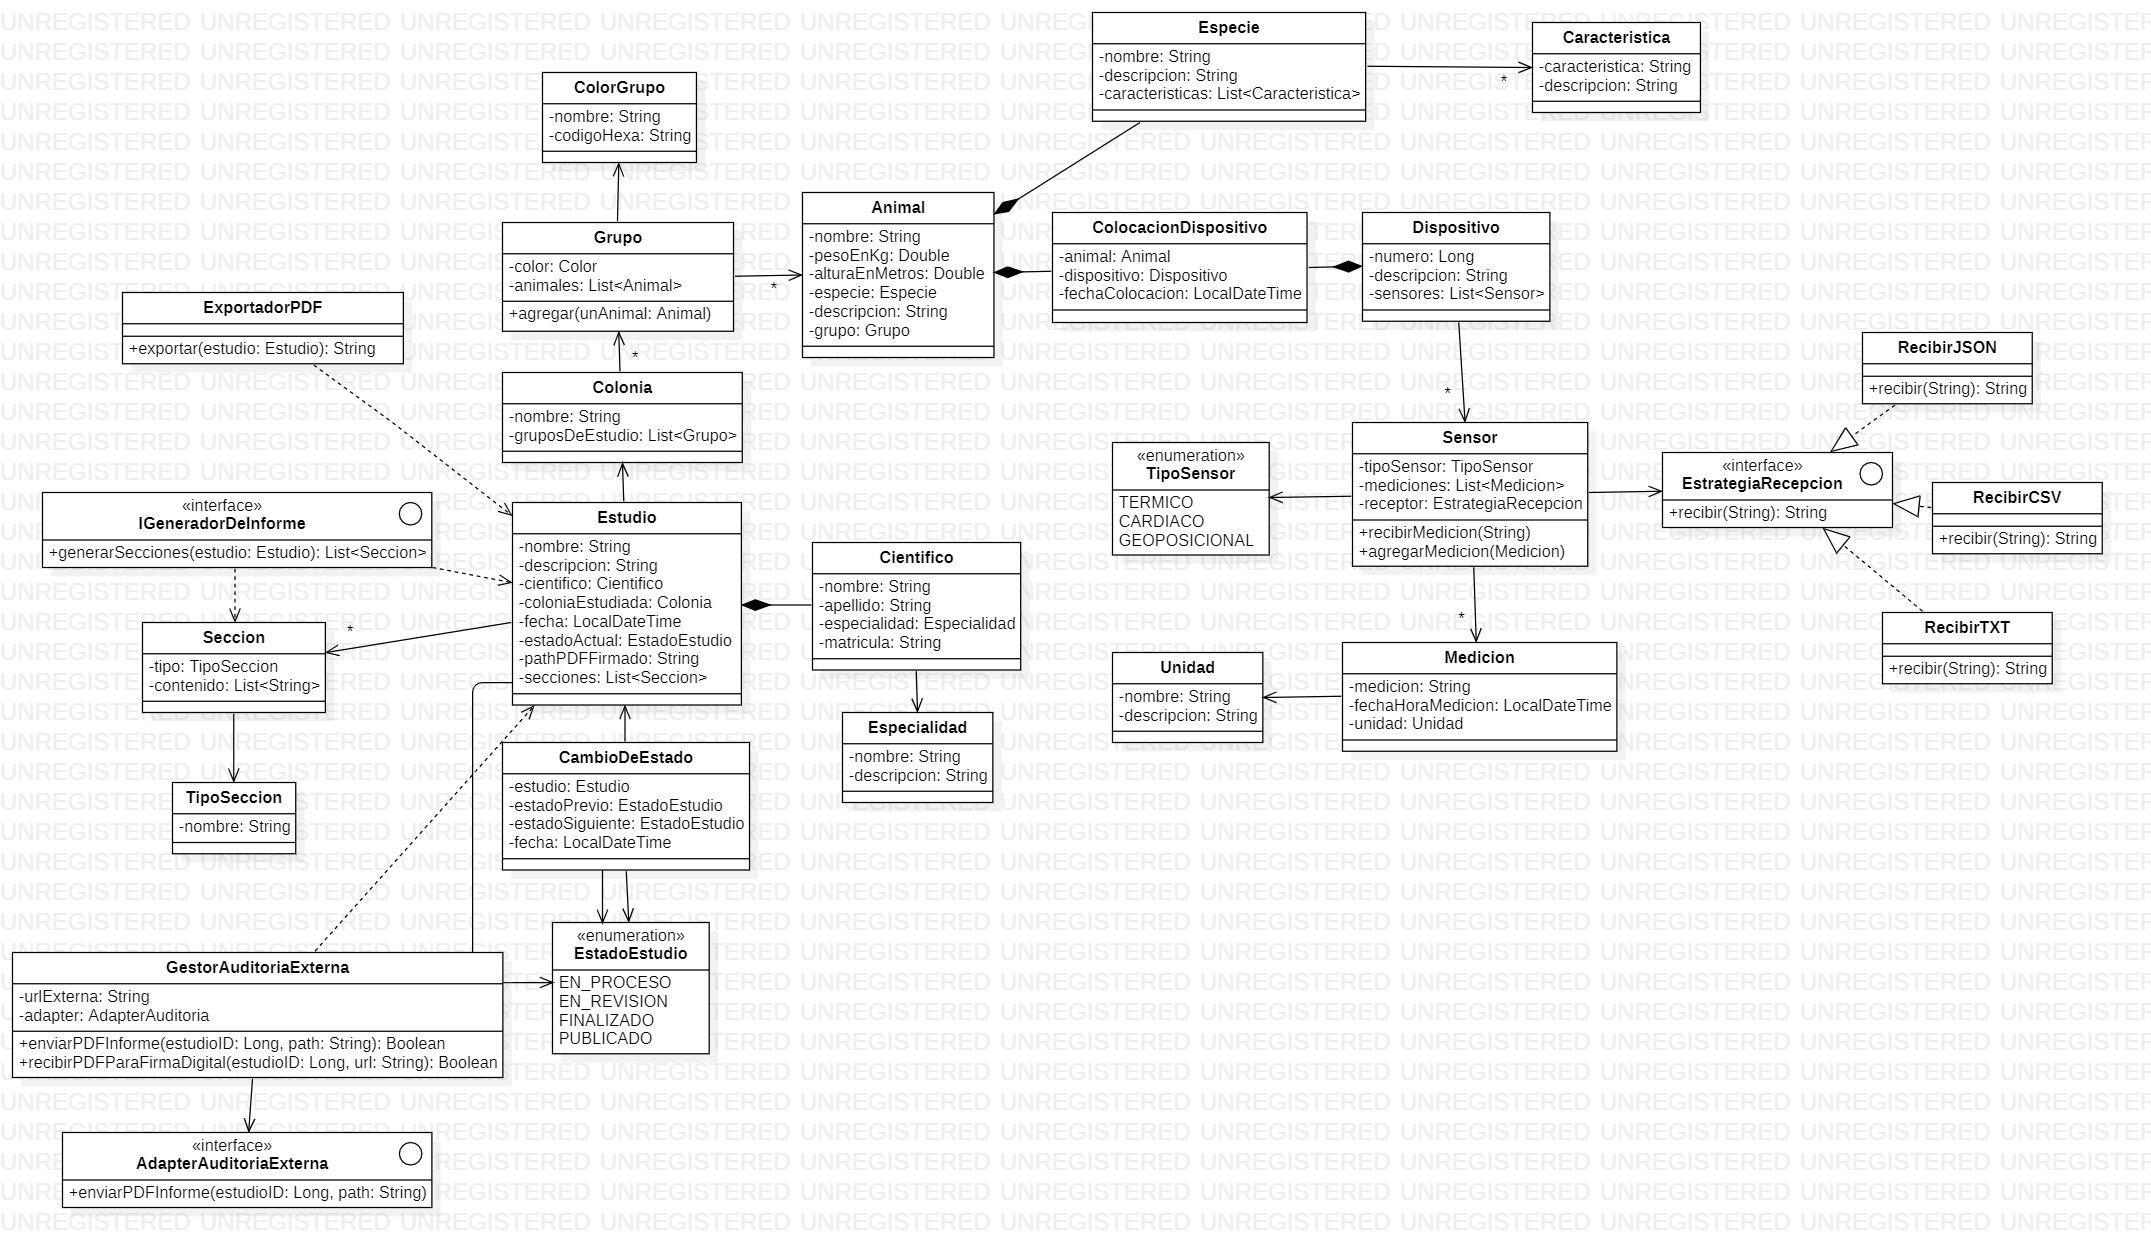 Especie
-nombre: String
-descripcion: String
-caracteristicas: List<Caracteristica>
Caracteristica
-caracteristica: String
-descripcion: String
*
ColorGrupo
-nombre: String
-codigoHexa: String
Grupo
-color: Color
-animales: List<Animal>
+agregar(unAnimal: Animal)
*
Animal
-nombre: String
-pesoEnKg: Double
-alturaEnMetros: Double
-especie: Especie
-descripcion: String
-grupo: Grupo
ColocacionDispositivo
-animal: Animal
-dispositivo: Dispositivo
-fechaColocacion: LocalDateTime
Dispositivo
-numero: Long
-descripcion: String
-sensores: List<Sensor>
ExportadorPDF
+exportar(estudio: Estudio): String
*
Colonia
-nombre: String
-gruposDeEstudio: List<Grupo>
*
RecibirJSON
+recibir(String): String
«enumeration»
TipoSensor
TERMICO
CARDIACO
GEOPOSICIONAL
Sensor
-tipoSensor: TipoSensor
-mediciones: List<Medicion>
-receptor: EstrategiaRecepcion
+recibirMedicion(String)
+agregarMedicion(Medicion)
«interface»
EstrategiaRecepcion
+recibir(String): String
RecibirCSV
+recibir(String): String
RecibirTXT
+recibir(String): String
«interface»
IGeneradorDeInforme
+generarSecciones(estudio: Estudio): List<Seccion>
Estudio
-nombre: String
-descripcion: String
-cientifico: Cientifico
-coloniaEstudiada: Colonia
-fecha: LocalDateTime
-estadoActual: EstadoEstudio
-pathPDFFirmado: String
-secciones: List<Seccion>
Cientifico
-nombre: String
-apellido: String
-especialidad: Especialidad
-matricula: String
*
Seccion
-tipo: TipoSeccion
-contenido: List<String>
*
Unidad
-nombre: String
-descripcion: String
Medicion
-medicion: String
-fechaHoraMedicion: LocalDateTime
-unidad: Unidad
Especialidad
-nombre: String
-descripcion: String
TipoSeccion
-nombre: String
CambioDeEstado
-estudio: Estudio
-estadoPrevio: EstadoEstudio
-estadoSiguiente: EstadoEstudio
-fecha: LocalDateTime
«enumeration»
EstadoEstudio
EN_PROCESO
EN_REVISION
FINALIZADO
PUBLICADO
GestorAuditoriaExterna
-urlExterna: String
-adapter: AdapterAuditoria
+enviarPDFInforme(estudioID: Long, path: String): Boolean
+recibirPDFParaFirmaDigital(estudioID: Long, url: String): Boolean
«interface»
AdapterAuditoriaExterna
+enviarPDFInforme(estudioID: Long, path: String)
UNREGISTERED